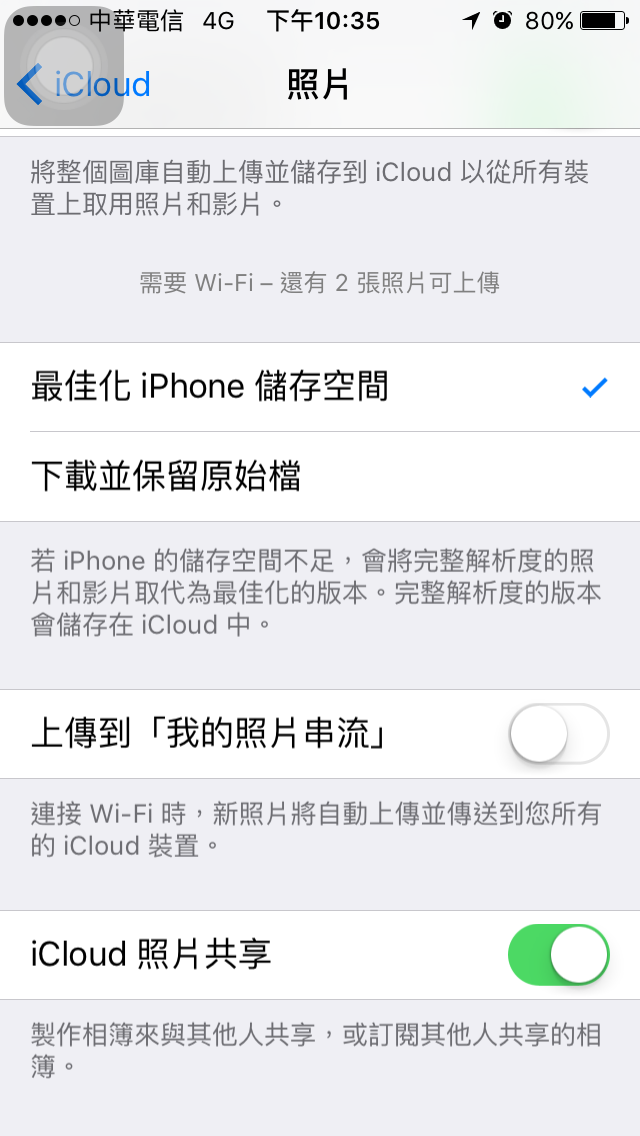 中華電信 4G 下午10:35 80%
iCloud 照片
將整個圖庫自動上傳並儲存到 iCloud 以從所有裝
置上取用照片和影片。
需要 Wi-Fi – 還有 2 張照片可上傳
最佳化 iPhone 儲存空間
下載並保留原始檔
若 iPhone 的儲存空間不足，會將完整解析度的照
片和影片取代為最佳化的版本。完整解析度的版本
會儲存在 iCloud 中。
上傳到「我的照片串流」
連接 Wi-Fi 時，新照片將自動上傳並傳送到您所有
的 iCloud 裝置。
iCloud 照片共享
製作相簿來與其他人共享，或訂閱其他人共享的相
簿。